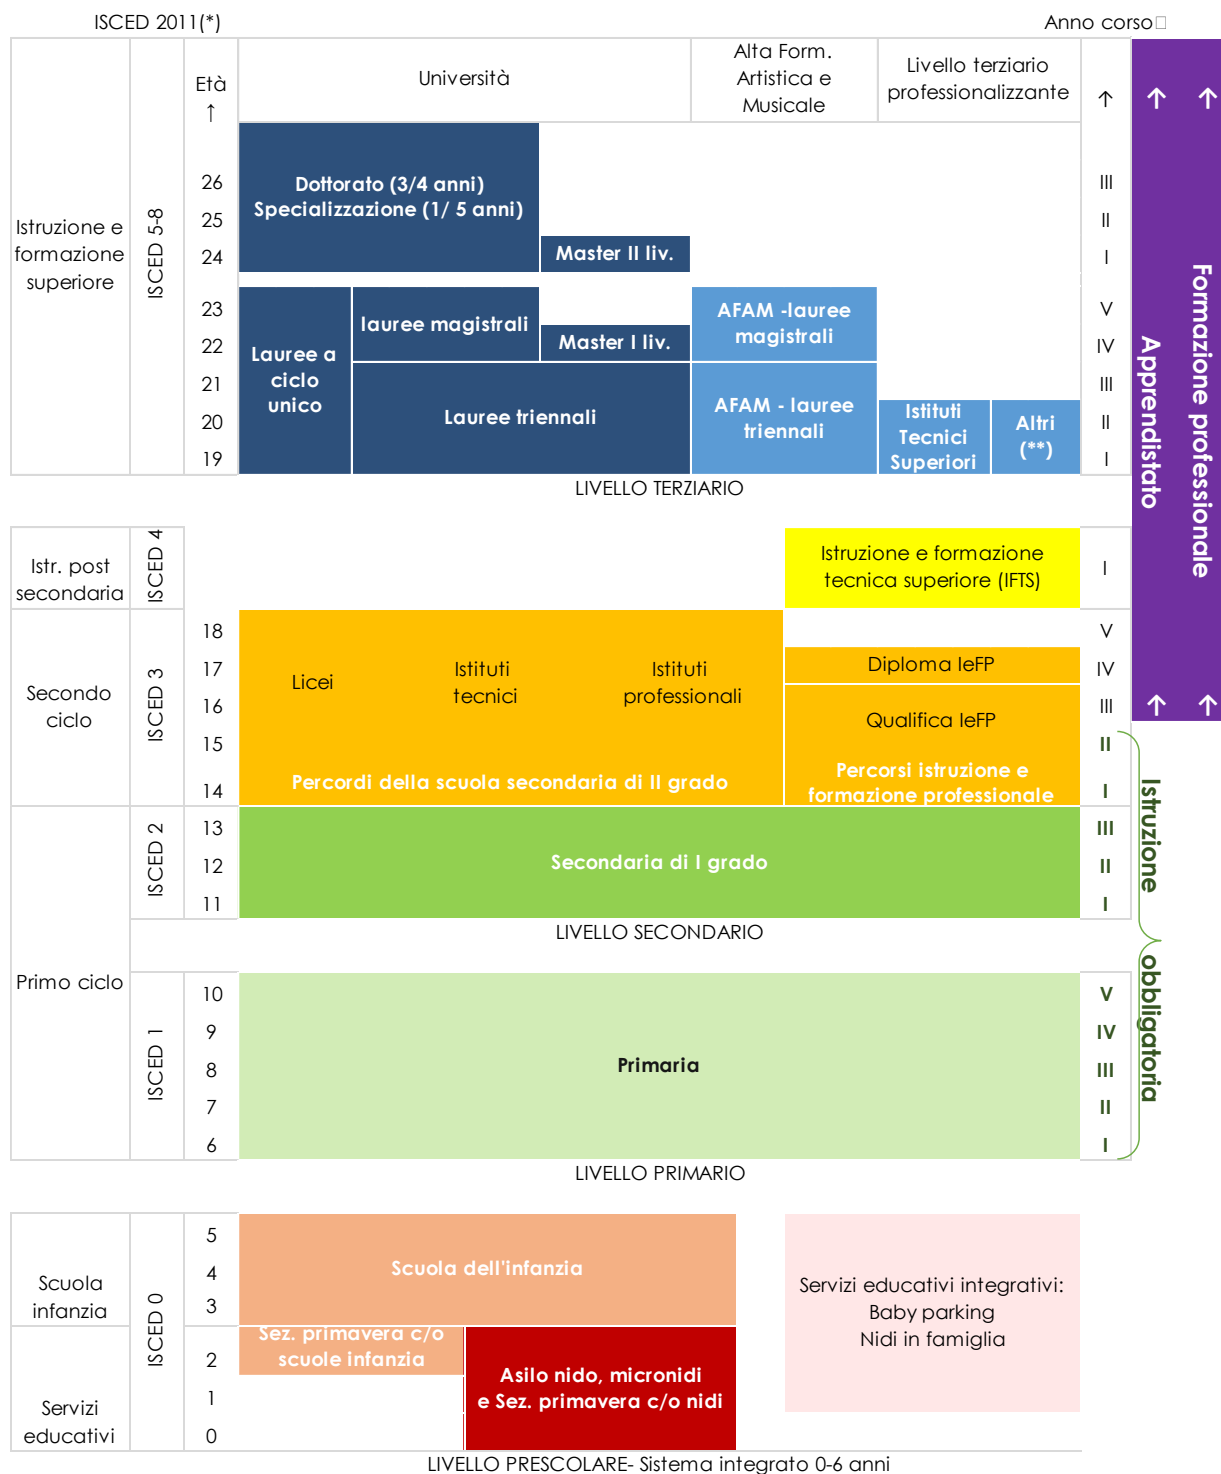 ISCED 2011(*)
Anno corso
Età
↑
Università
Alta Form.
Artistica e
Musicale
Livello terziario
professionalizzante
↑
↑
↑
Istruzione e
formazione
superiore
ISCED 5-8
26
25
24
Dottorato (3/4 anni)
Specializzazione (1/ 5 anni)
Master II liv.
III
II
I
23
22
21
20
19
Lauree a
ciclo
unico
lauree magistrali
Master I liv.
Lauree triennali
AFAM -lauree
magistrali
AFAM - lauree
triennali
Istituti
Tecnici
Superiori
Altri
(**)
V
IV
III
II
I
Apprendistato
Formazione professionale
LIVELLO TERZIARIO
Istr. post
secondaria
ISCED 4
Istruzione e formazione
tecnica superiore (IFTS)
I
Secondo
ciclo
ISCED 3
18
17
16
15
14
Licei
Istituti
tecnici
Istituti
professionali
Percordi della scuola secondaria di II grado
Diploma IeFP
Qualifica IeFP
Percorsi istruzione e
formazione professionale
V
IV
III
II
I
↑
↑
Primo ciclo
ISCED 2
13
12
11
Secondaria di I grado
III
II
I
Istruzione obbligatoria
LIVELLO SECONDARIO
ISCED 1
10
9
8
7
6
Primaria
V
IV
III
II
I
LIVELLO PRIMARIO
Scuola
infanzia
Servizi
educativi
ISCED 0
5
4
3
2
1
0
Scuola dell'infanzia
Sez. primavera c/o
scuole infanzia
Asilo nido, micronidi
e Sez. primavera c/o nidi
Servizi educativi integrativi:
Baby parking
Nidi in famiglia
LIVELLO PRESCOLARE- Sistema integrato 0-6 anni